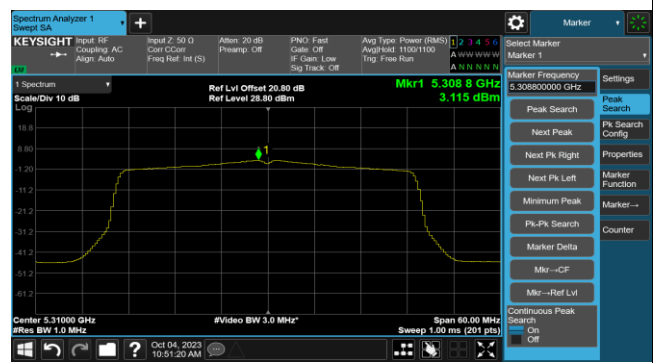 Spectrum Analyzer 1
Swept SA
+
Marker
KEYSIGHT
Input: RF
Coupling: AC
Align: Auto
Input Z: 50 Ω
Corr CCorr
Freq Ref: Int (S)
Atten: 20 dB
Preamp: Off
PNO: Fast
Gate: Off
IF Gain: Low
Sig Track: Off
Avg Type: Power (RMS)
Avg|Hold: 1100/1100
Trig: Free Run
1 2 3 4 5 6
A W W W W W
A N N N N N
Select Marker
Marker 1
1 Spectrum
Scale/Div 10 dB
Log
Ref Lvl Offset 20.80 dB
Ref Level 28.80 dBm
Mkr1 5.308 8 GHz
3.115 dBm
18.8
8.80
-1.20
-11.2
-21.2
-31.2
-41.2
-51.2
-61.2
1
Center 5.31000 GHz
#Res BW 1.0 MHz
#Video BW 3.0 MHz*
Span 60.00 MHz
Sweep 1.00 ms (201 pts)
Marker Frequency
5.308800000 GHz
Peak Search
Next Peak
Next Pk Right
Next Pk Left
Minimum Peak
Pk-Pk Search
Marker Delta
Mkr→CF
Mkr→Ref Lvl
Continuous Peak
Search
On
Off
Settings
Peak
Search
Pk Search
Config
Properties
Marker
Function
Marker→
Counter
?
Oct 04, 2023
10:51:20 AM